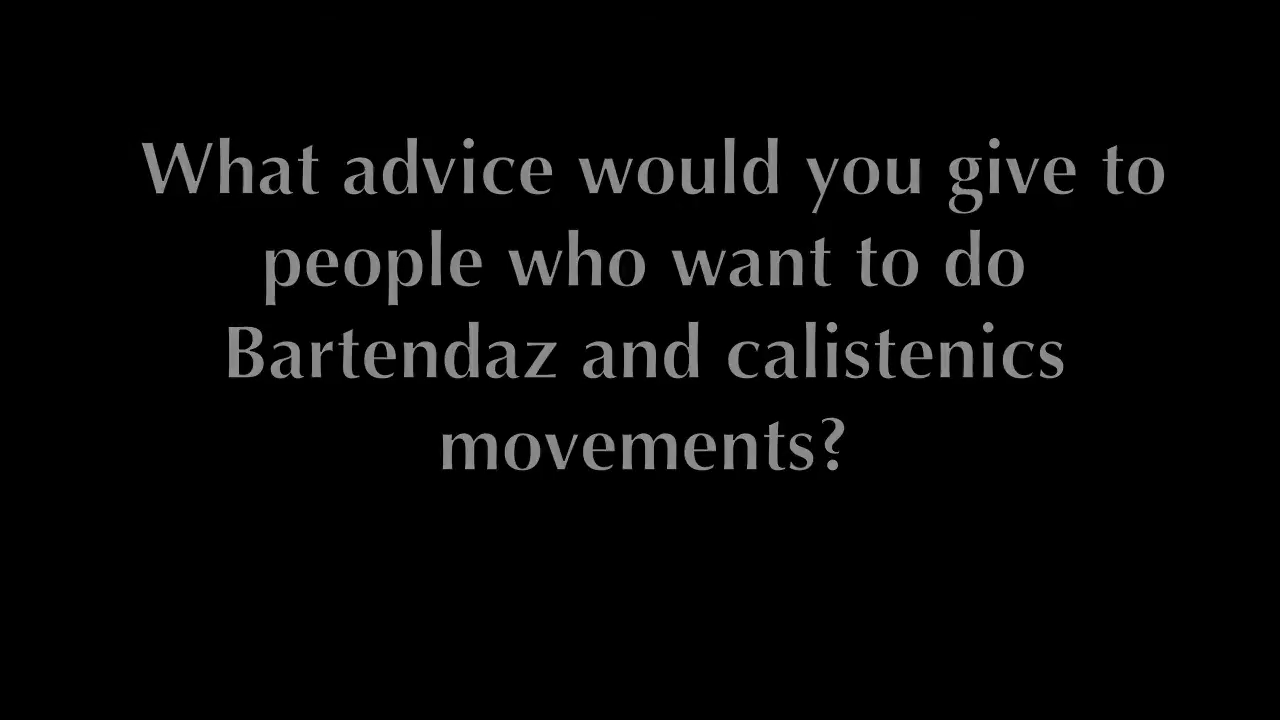 What advice would you give to
people who want to do
Bartendaz and calistenics
movements?